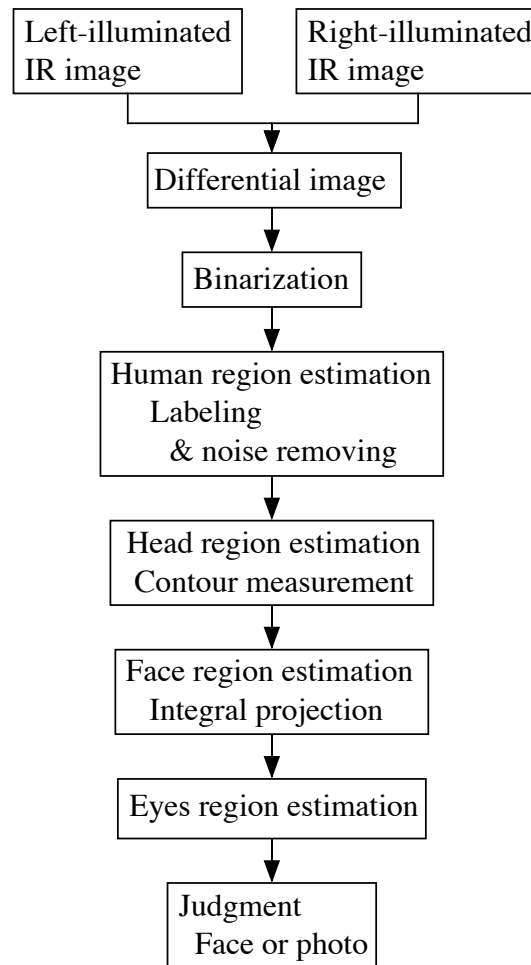 Left-illuminated
IR image
Right-illuminated
IR image
Differential image
Binarization
Human region estimation
Labeling
& noise removing
Head region estimation
Contour measurement
Face region estimation
Integral projection
Eyes region estimation
Judgment
Face or photo